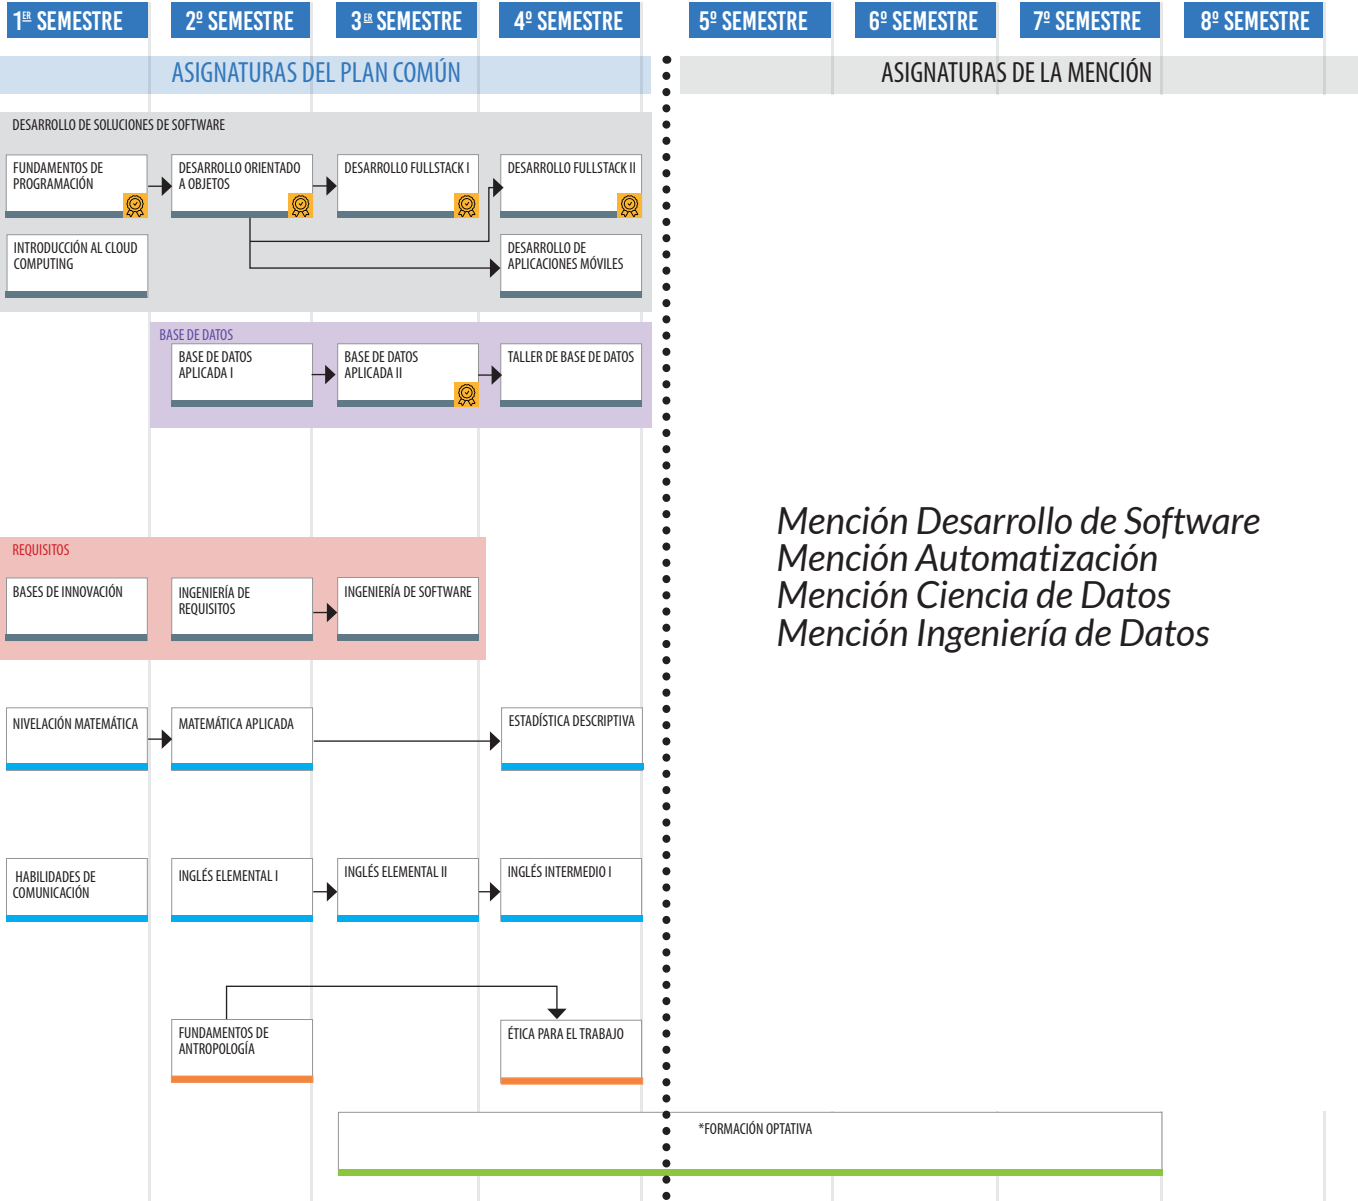 1ER SEMESTRE
2º SEMESTRE
3ER SEMESTRE
4º SEMESTRE
5º SEMESTRE
6º SEMESTRE
7º SEMESTRE
8º SEMESTRE
ASIGNATURAS DEL PLAN COMÚN
ASIGNATURAS DE LA MENCIÓN
DESARROLLO DE SOLUCIONES DE SOFTWARE
FUNDAMENTOS DE
PROGRAMACIÓN
DESARROLLO ORIENTADO
A OBJETOS
DESARROLLO FULLSTACK I
DESARROLLO FULLSTACK II
INTRODUCCIÓN AL CLOUD
COMPUTING
DESARROLLO DE
APLICACIONES MÓVILES
BASE DE DATOS
BASE DE DATOS
APLICADA I
BASE DE DATOS
APLICADA II
TALLER DE BASE DE DATOS
Mención Desarrollo de Software
Mención Automatización
Mención Ciencia de Datos
Mención Ingeniería de Datos
REQUISITOS
BASES DE INNOVACIÓN
INGENIERÍA DE
REQUISITOS
INGENIERÍA DE SOFTWARE
NIVELACIÓN MATEMÁTICA
MATEMÁTICA APLICADA
ESTADÍSTICA DESCRIPTIVA
HABILIDADES DE
COMUNICACIÓN
INGLÉS ELEMENTAL I
INGLÉS ELEMENTAL II
INGLÉS INTERMEDIO I
FUNDAMENTOS DE
ANTROPOLOGÍA
ÉTICA PARA EL TRABAJO
*FORMACIÓN OPTATIVA